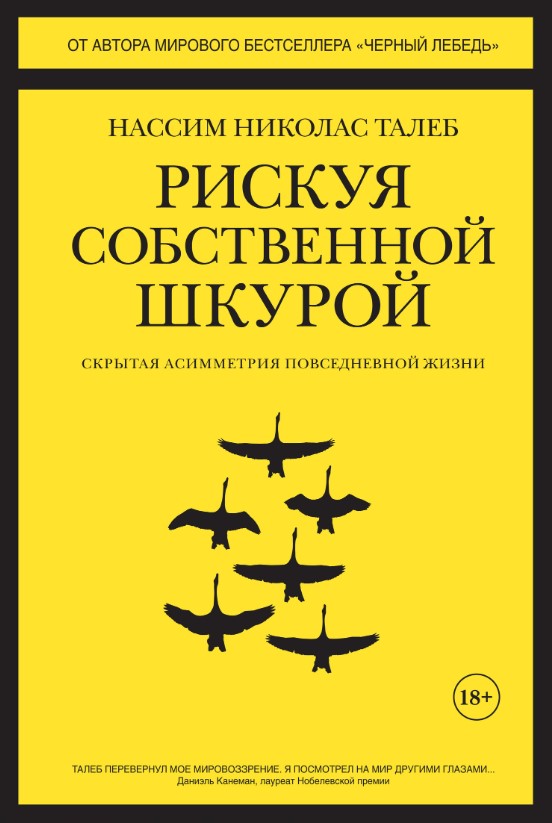 ОТ АВТОРА МИРОВОГО БЕСТСЕЛЛЕРА «ЧЕРНЫЙ ЛЕБЕДЬ»
НАССИМ НИКОЛАС ТАЛЕБ
РИСКУЯ
СОБСТВЕННОЙ
ШКУРОЙ
СКРЫТАЯ АСИММЕТРИЯ ПОВСЕДНЕВНОЙ ЖИЗНИ
18+
ТАЛЕБ ПЕРЕВЕРНУЛ МОЕ МИРОВОЗЗРЕНИЕ. Я ПОСМОТРЕЛ НА МИР ДРУГИМИ ГЛАЗАМИ...
Даниэль Канеман, лауреат Нобелевской премии